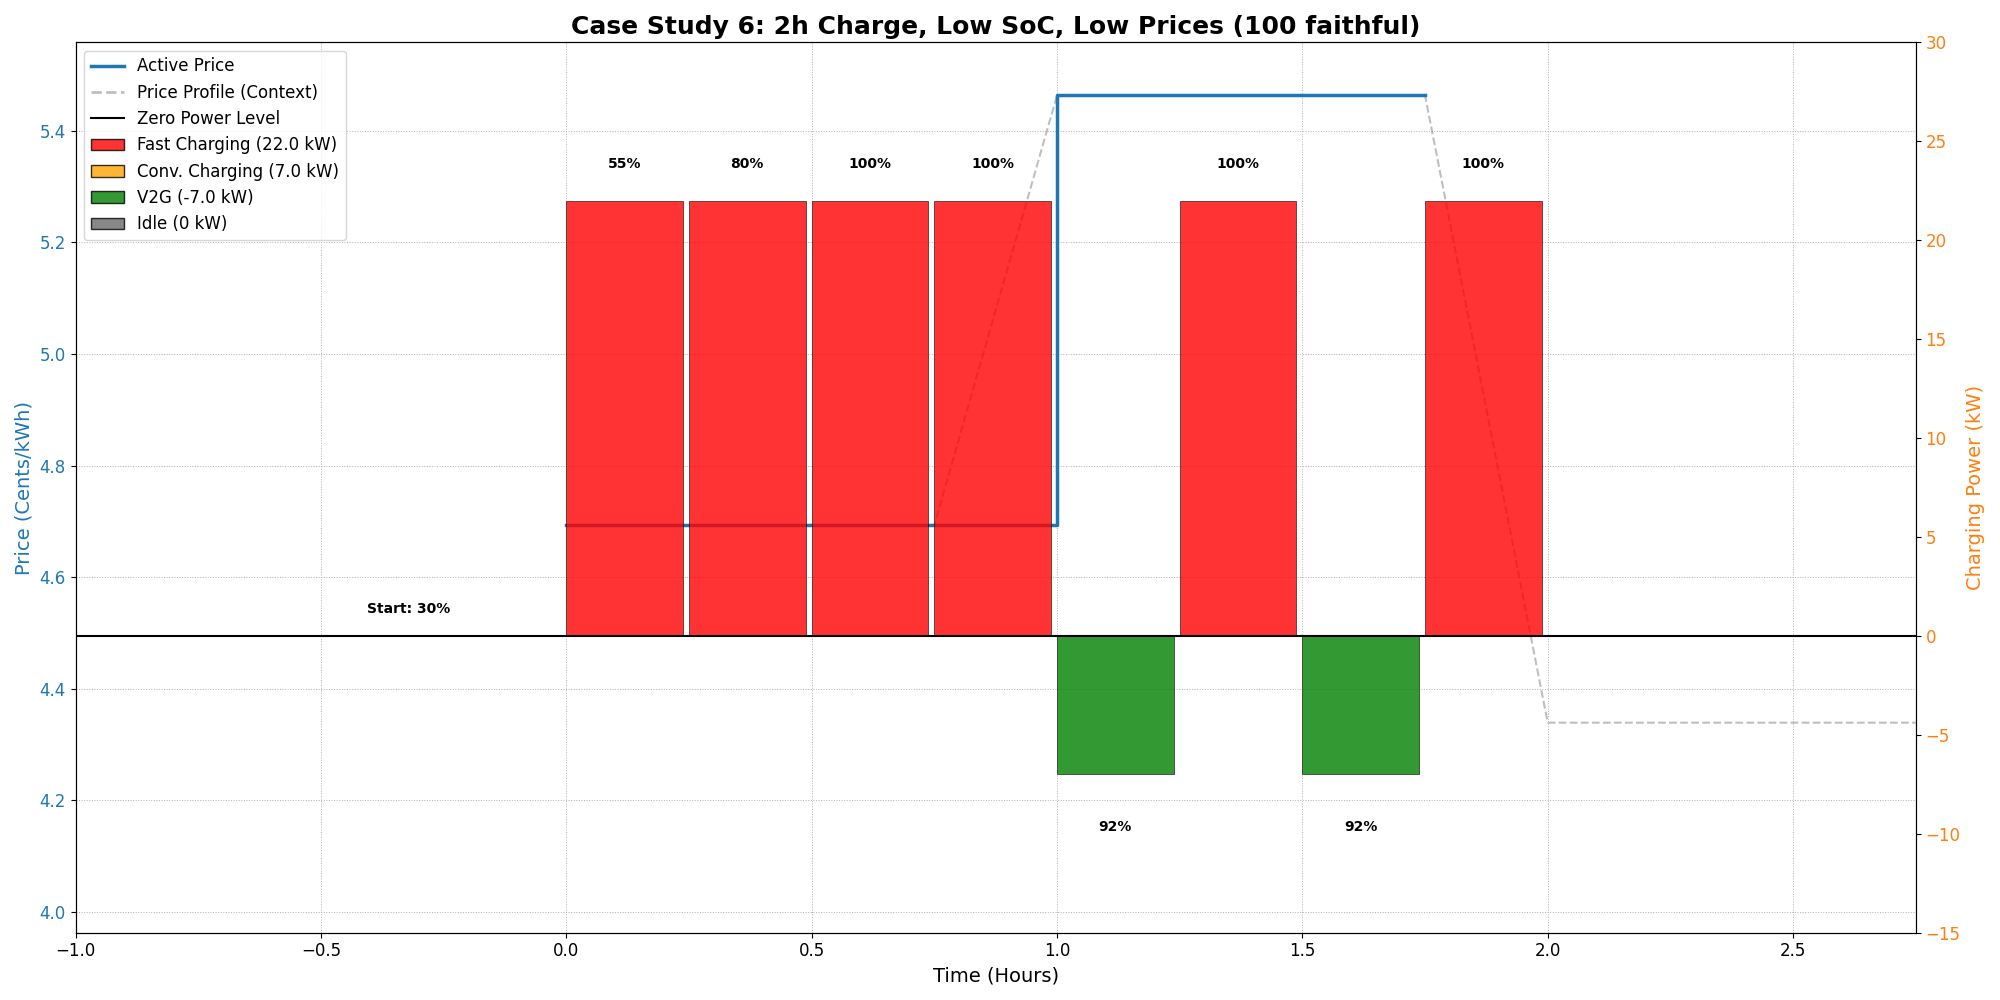 Case Study 6: 2h Charge, Low SoC, Low Prices (100 faithful)
Active Price
Price Profile (Context)
Zero Power Level
Fast Charging (22.0 kW)
Conv. Charging (7.0 kW)
V2G (-7.0 kW)
Idle (0 kW)
Price (Cents/kWh)
5.4
5.2
5.0
4.8
4.6
4.4
4.2
4.0
55%
80%
100%
100%
100%
100%
Start: 30%
92%
92%
30
25
20
15
10
5
0
−5
−10
−15
Charging Power (kW)
−1.0
−0.5
0.0
0.5
1.0
1.5
2.0
2.5
Time (Hours)